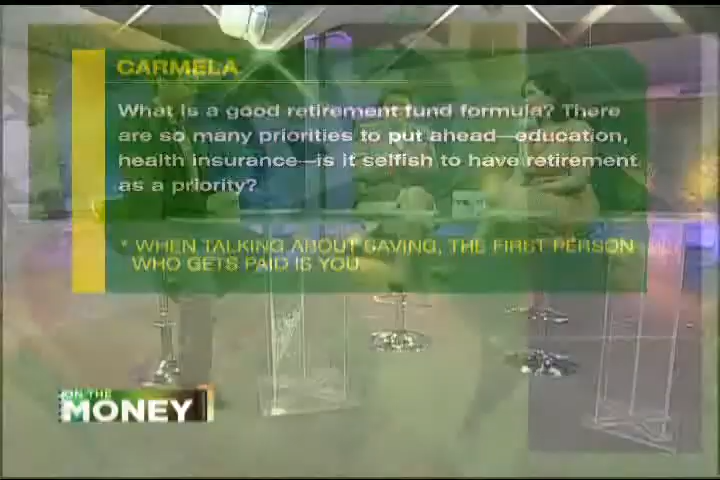 CARMELA
What is a good retirement fund formula? There
are so many priorities to put ahead—education,
health insurance—is it selfish to have retirement
as a priority?
* WHEN TALKING ABOUT SAVING, THE FIRST PERSON
WHO GETS PAID IS YOU
ON THE
MONEY